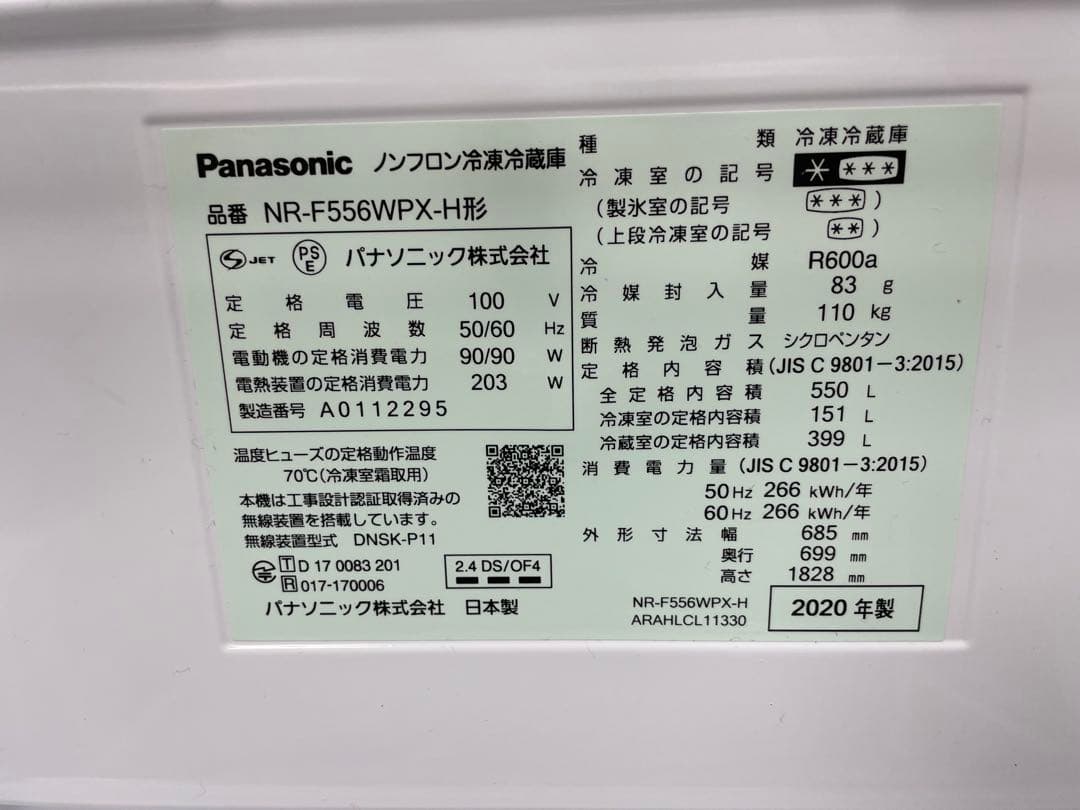 Panasonic ノンフロン冷凍冷蔵庫
品番 NR-F556WPX-H形
JET PSE パナソニック株式会社
定格電圧 100 V
定格周波数 50/60 Hz
電動機の定格消費電力 90/90 W
電熱装置の定格消費電力 203 W
製造番号 A0112295
温度ヒューズの定格動作温度
70℃(冷凍室霜取用)
本機は工事設計認証取得済みの
無線装置を搭載しています。
無線装置型式 DNSK-P11
T D 17 0083 201
R 017-170006
2.4 DS/OF4
パナソニック株式会社 日本製
種類 冷凍冷蔵庫
冷凍室の記号 * ***
(製氷室の記号 ***)
(上段冷凍室の記号 **)
冷媒 R600a
冷媒封入量 83 g
質量 110 kg
断熱発泡ガス シクロペンタン
定格内容積(JIS C 9801-3:2015)
全定格内容積 550 L
冷凍室の定格内容積 151 L
冷蔵室の定格内容積 399 L
消費電力量(JIS C 9801-3:2015)
50Hz 266 kWh/年
60Hz 266 kWh/年
外形寸法 幅 685 mm
奥行 699 mm
高さ 1828 mm
NR-F556WPX-H
ARAHLCL11330
2020年製